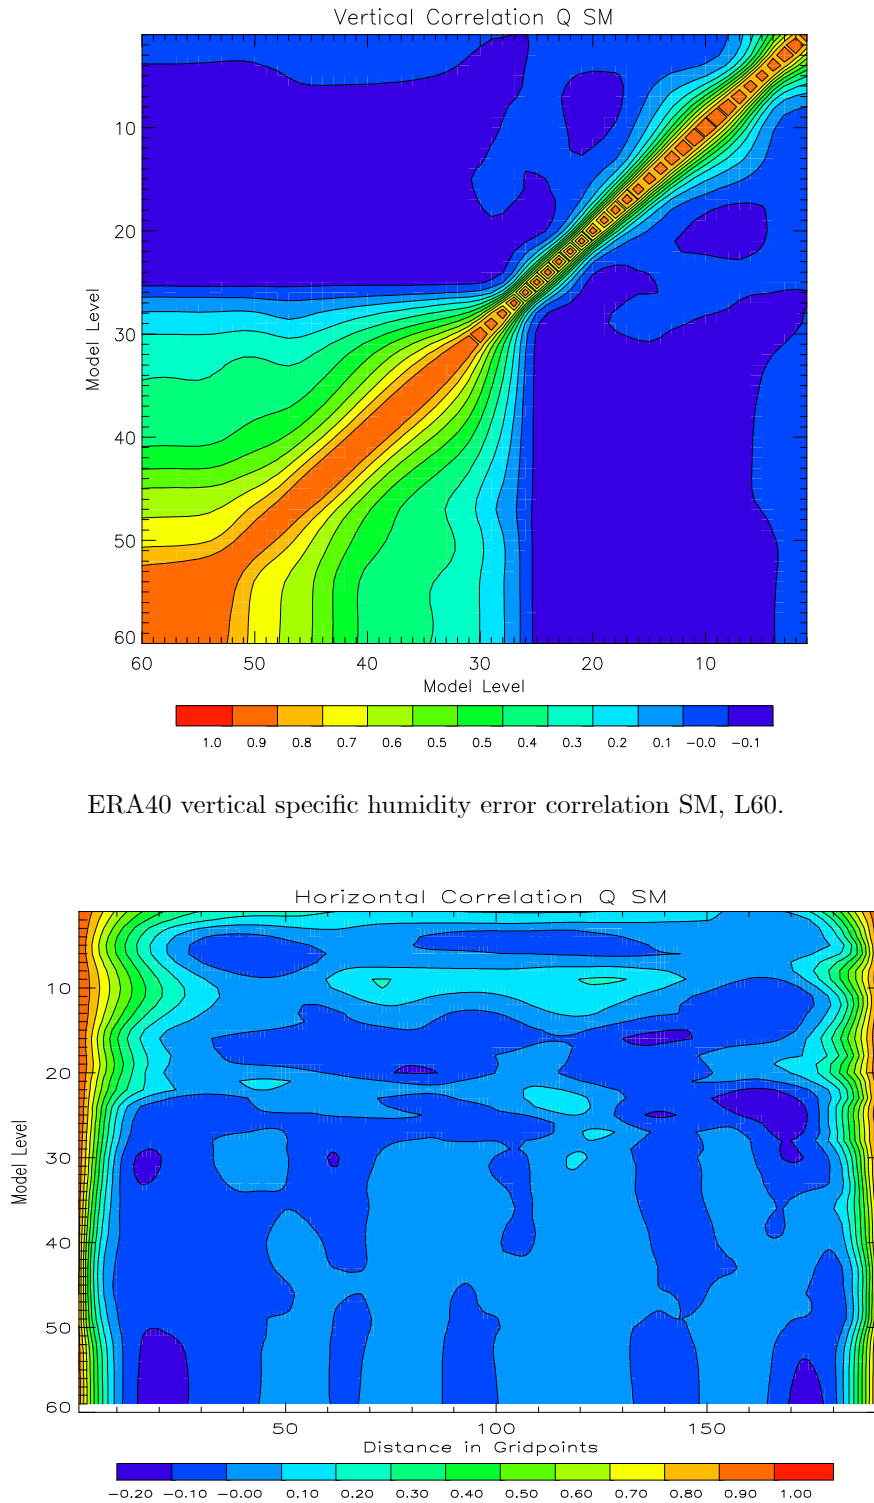 Vertical Correlation Q SM
10
20
30
40
50
60
Model Level
60 50 40 30 20 10
Model Level
1.0 0.9 0.8 0.7 0.6 0.5 0.5 0.4 0.3 0.2 0.1 −0.0 −0.1
ERA40 vertical specific humidity error correlation SM, L60.
Horizontal Correlation Q SM
10
20
30
40
50
60
Model Level
50 100 150
Distance in Gridpoints
−0.20 −0.10 −0.00 0.10 0.20 0.30 0.40 0.50 0.60 0.70 0.80 0.90 1.00